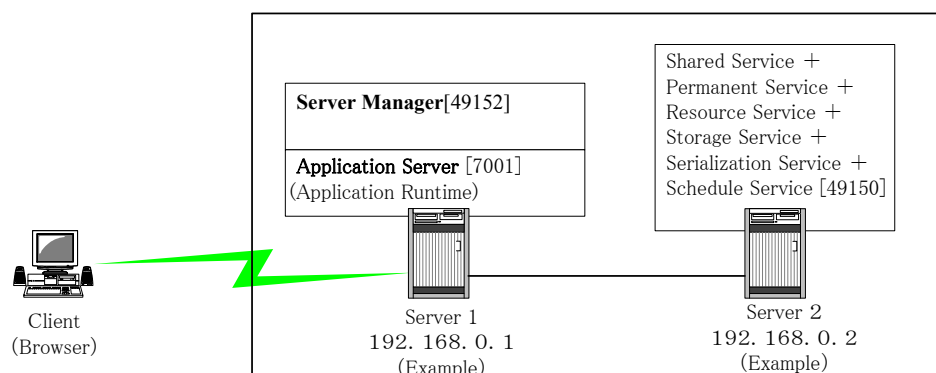 Server Manager[49152]
Application Server [7001]
(Application Runtime)
Shared Service +
Permanent Service +
Resource Service +
Storage Service +
Serialization Service +
Schedule Service [49150]
Client
(Browser)
Server 1
192. 168. 0. 1
(Example)
Server 2
192. 168. 0. 2
(Example)